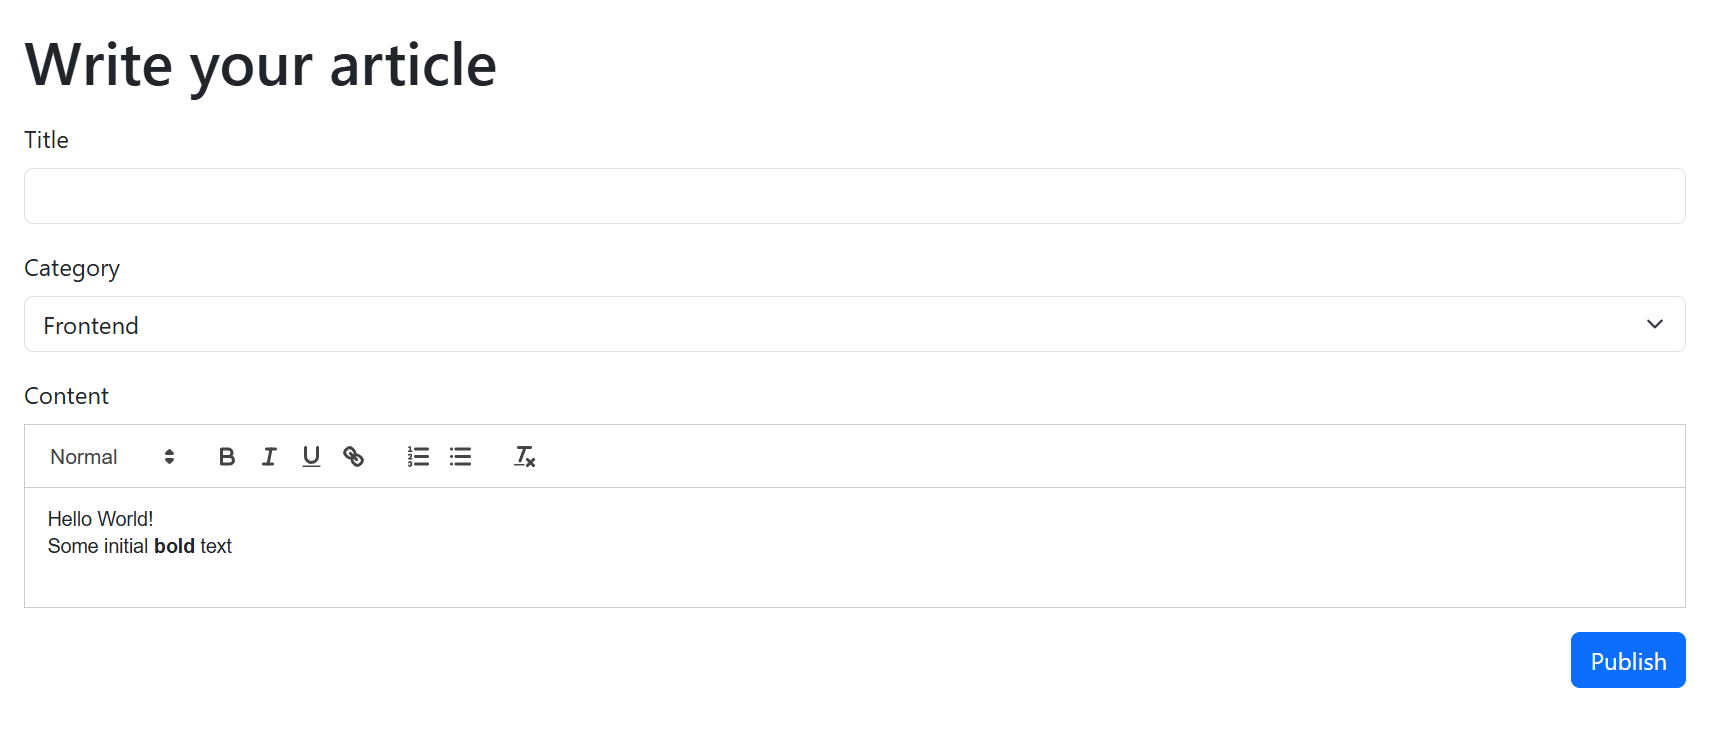 Write your article
Title
Category
Frontend
Content
Normal
Hello World!
Some initial bold text
Publish